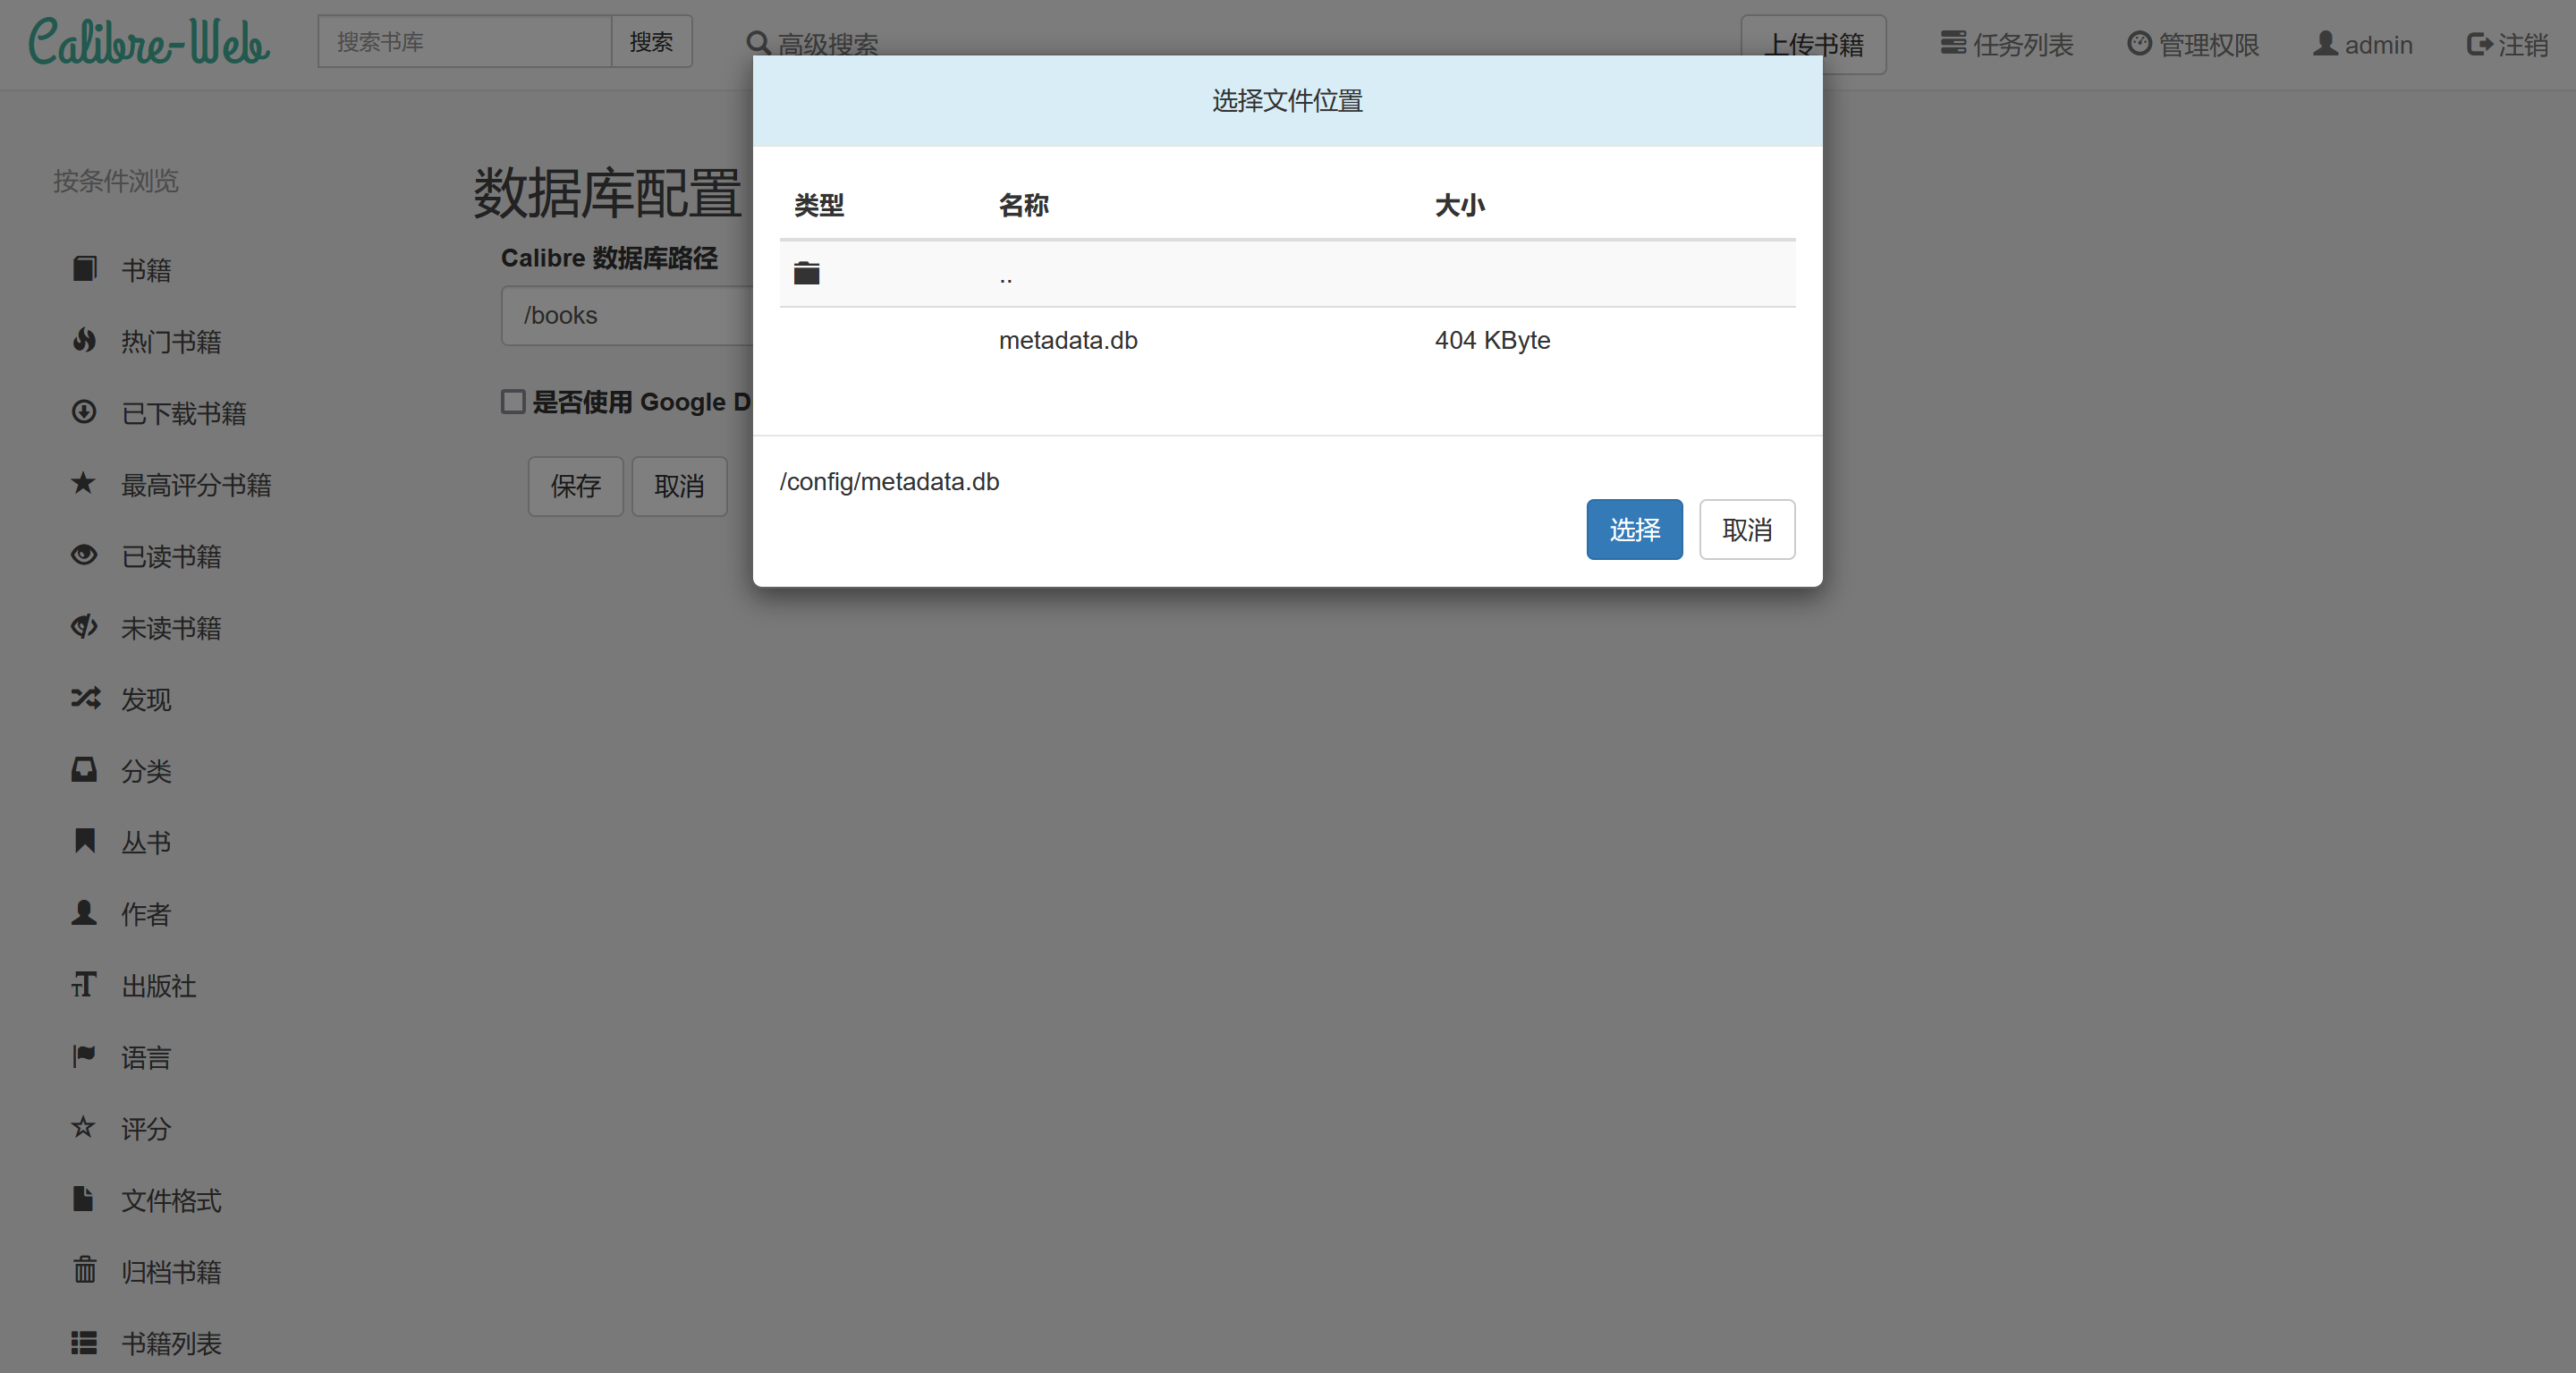 Calibre-Web
搜索书库
搜索
高级搜索
上传书籍
任务列表
管理权限
admin
注销
选择文件位置
类型 名称 大小
..
metadata.db 404 KByte
/config/metadata.db
选择
取消
数据库配置
Calibre 数据库路径
/books
是否使用 Google D
保存
取消
按条件浏览
书籍
热门书籍
已下载书籍
最高评分书籍
已读书籍
未读书籍
发现
分类
丛书
作者
出版社
语言
评分
文件格式
归档书籍
书籍列表